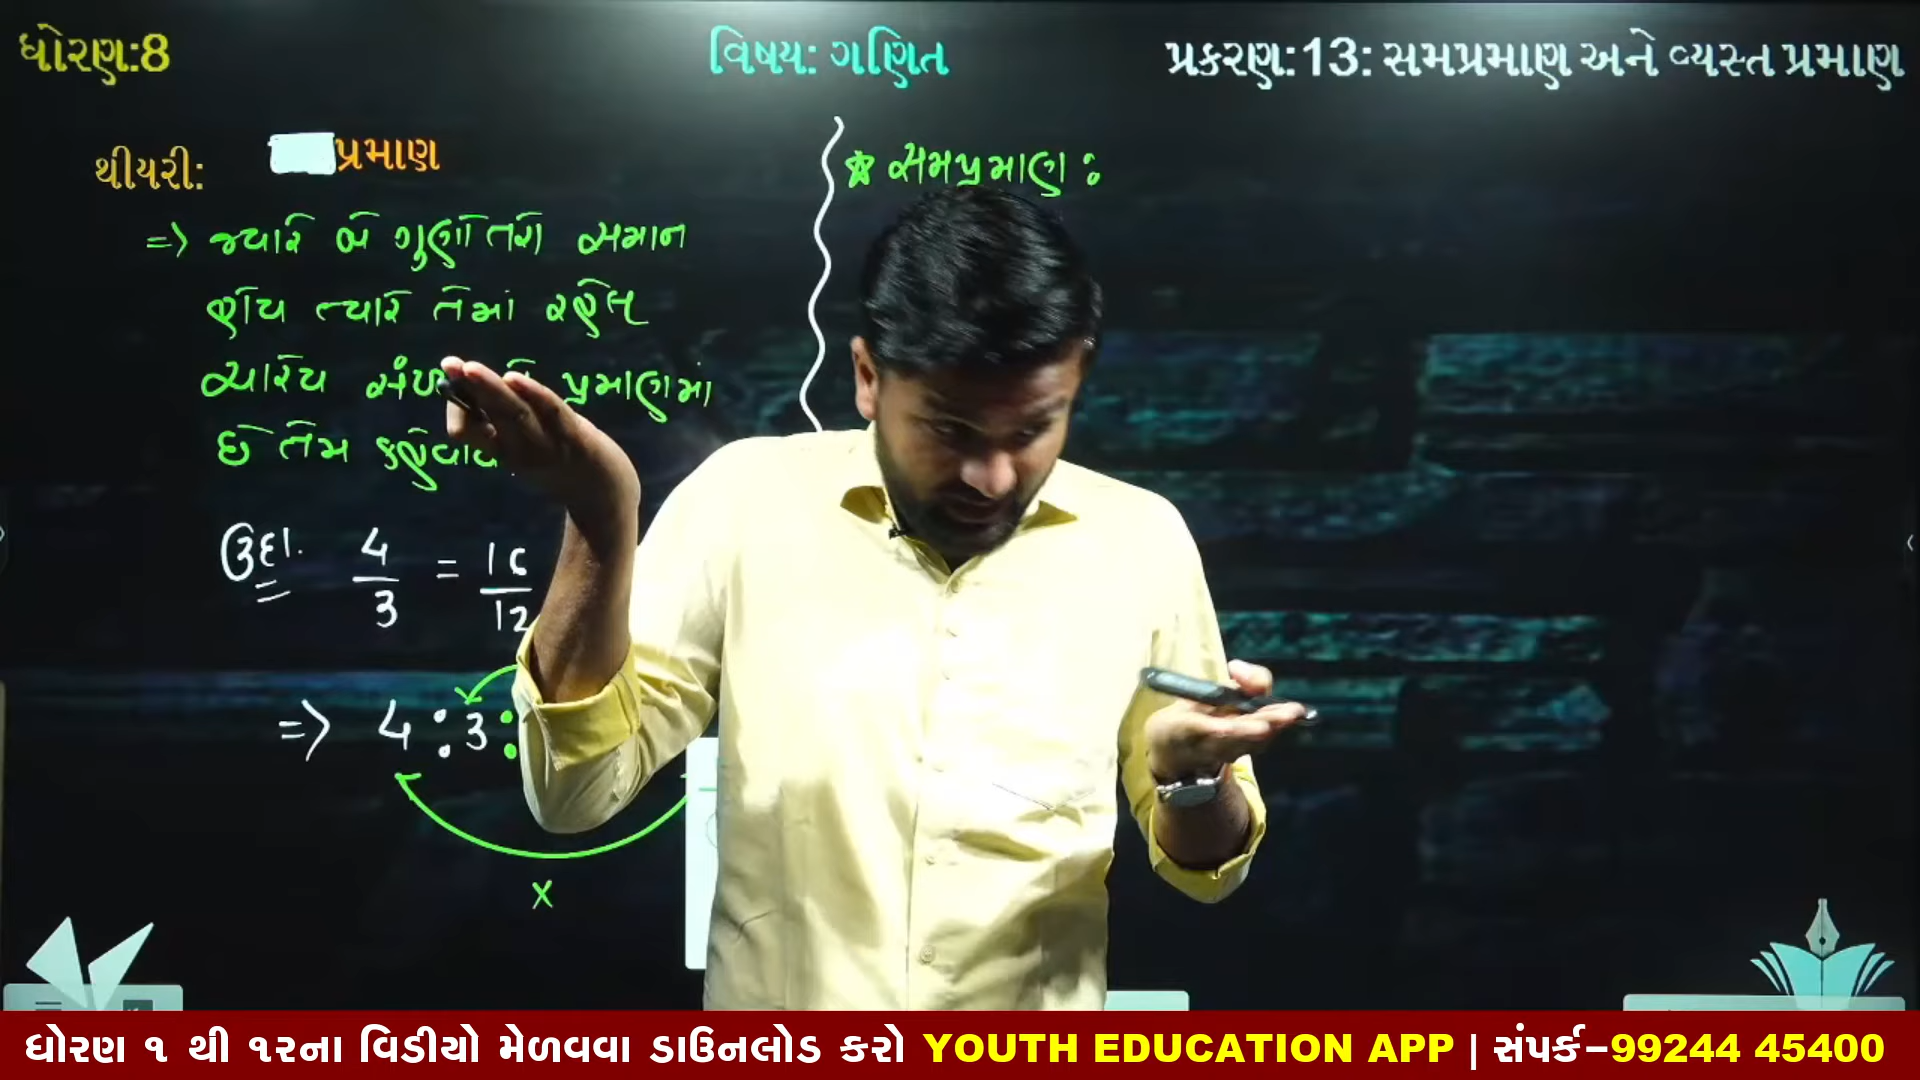 ધોરણ:8
વિષય: ગણિત
પ્રકરણ:13: સમપ્રમાણ અને વ્યસ્ત પ્રમાણ
થીયરી:
પ્રમાણ
=> જ્યારે બે ગુણોત્તરો સમાન
હોય ત્યારે તેમાં રહેલ
ચારેય પ્રમાણમાં
છે તેમ કહેવાય.
ઉદા. 4/3 = 16/12
=> 4 : 3 :
x
* સમપ્રમાણ :
ધોરણ ૧ થી ૧૨ના વિડીયો મેળવવા ડાઉનલોડ કરો YOUTH EDUCATION APP | સંપર્ક-99244 45400